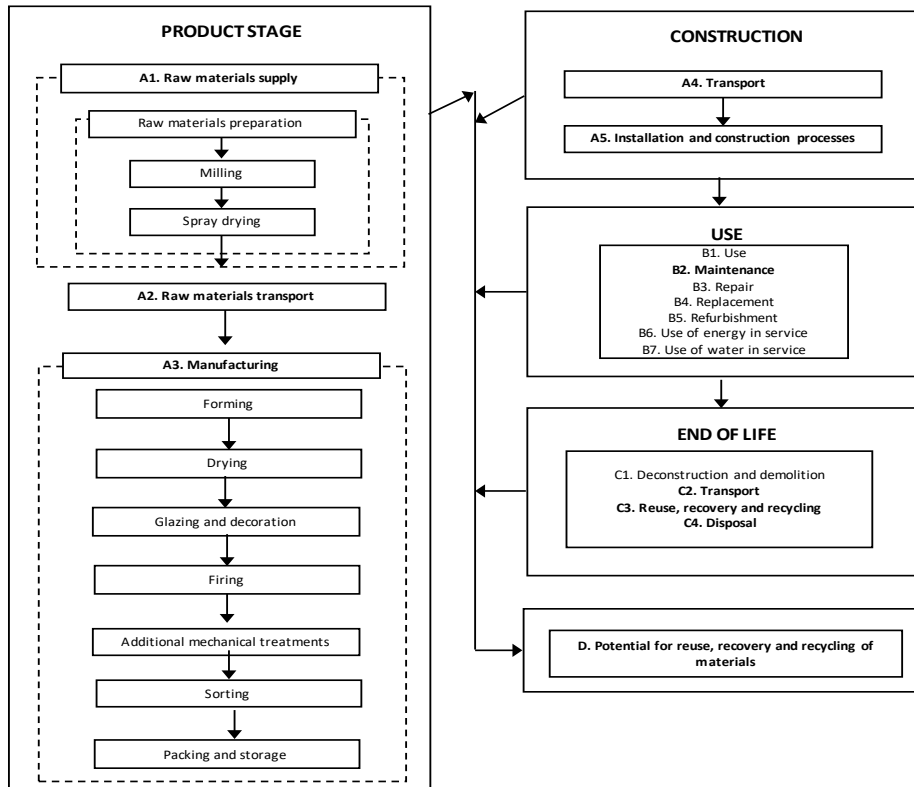 PRODUCT STAGE
A1. Raw materials supply
Raw materials preparation
Milling
Spray drying
A2. Raw materials transport
A3. Manufacturing
Forming
Drying
Glazing and decoration
Firing
Additional mechanical treatments
Sorting
Packing and storage
CONSTRUCTION
A4. Transport
A5. Installation and construction processes
USE
B1. Use
B2. Maintenance
B3. Repair
B4. Replacement
B5. Refurbishment
B6. Use of energy in service
B7. Use of water in service
END OF LIFE
C1. Deconstruction and demolition
C2. Transport
C3. Reuse, recovery and recycling
C4. Disposal
D. Potential for reuse, recovery and recycling of
materials